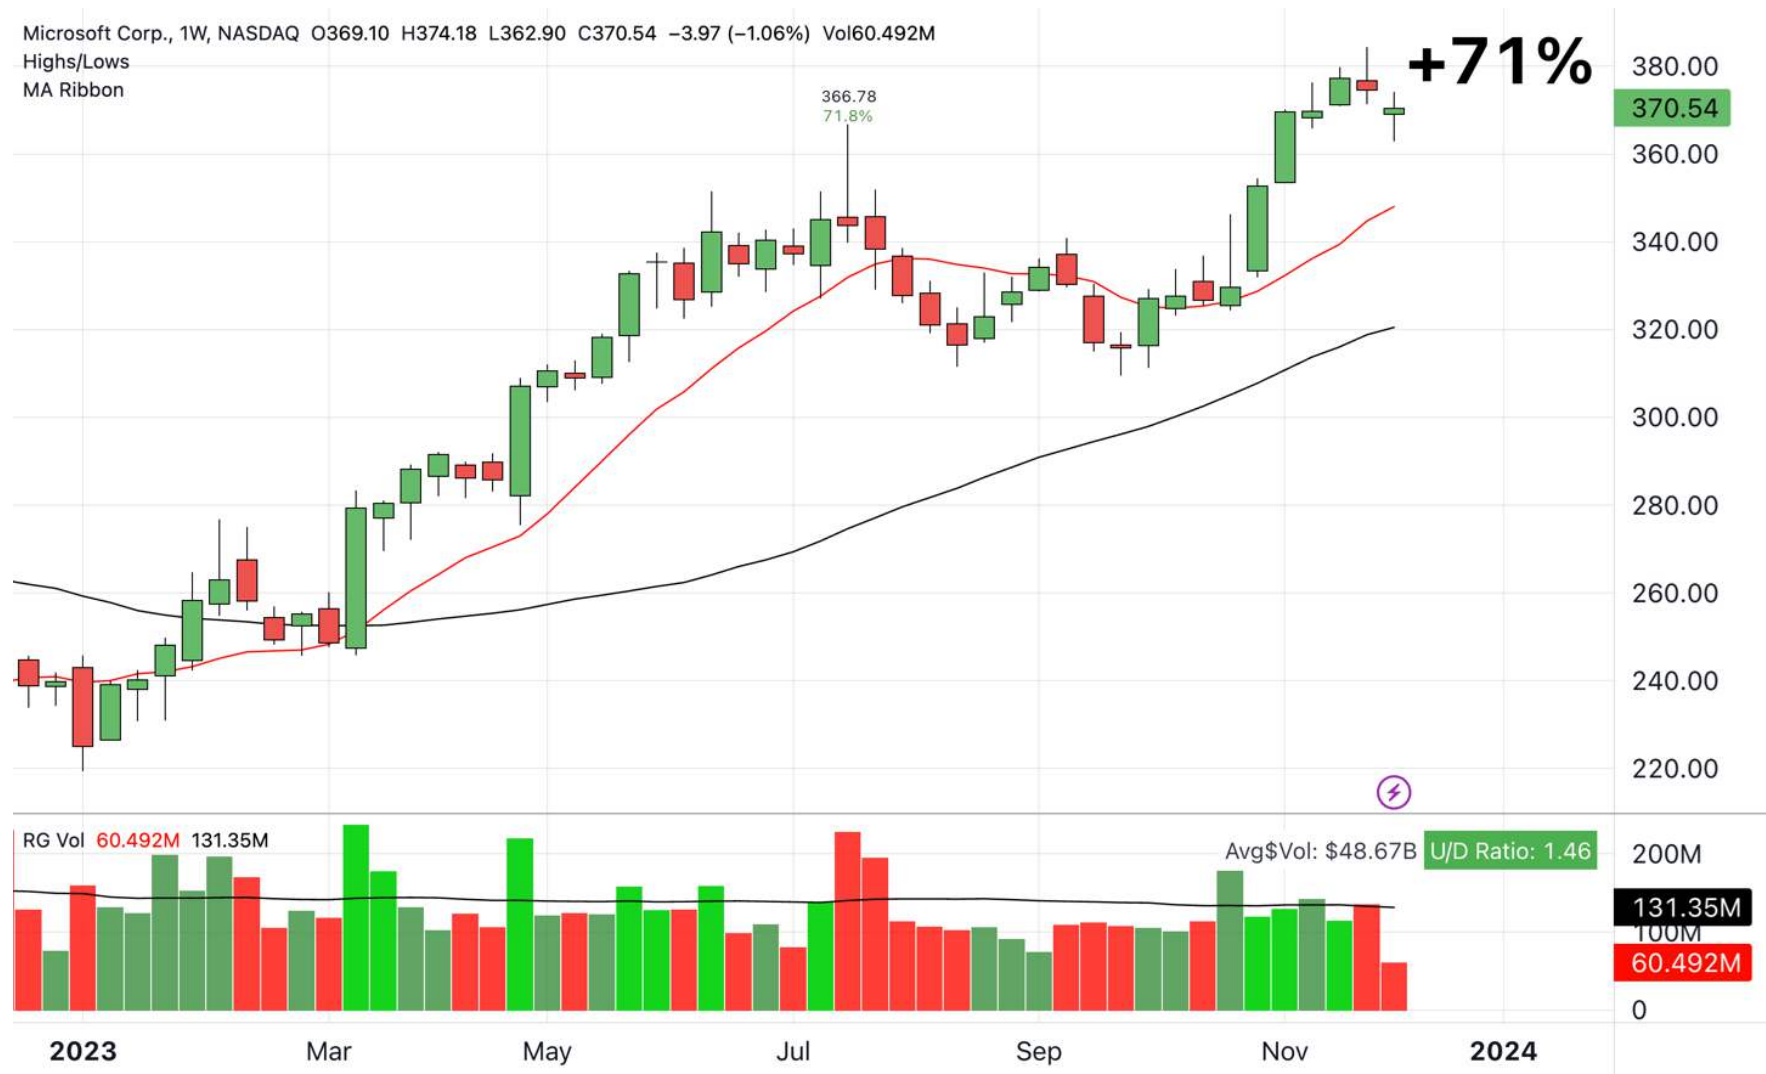 Microsoft Corp., 1W, NASDAQ O369.10 H374.18 L362.90 C370.54 −3.97 (−1.06%) Vol60.492M
Highs/Lows
MA Ribbon
+71%
366.78
71.8%
380.00
370.54
360.00
340.00
320.00
300.00
280.00
260.00
240.00
220.00
RG Vol 60.492M 131.35M
Avg$Vol: $48.67B U/D Ratio: 1.46
200M
131.35M
100M
60.492M
0
2023 Mar May Jul Sep Nov 2024